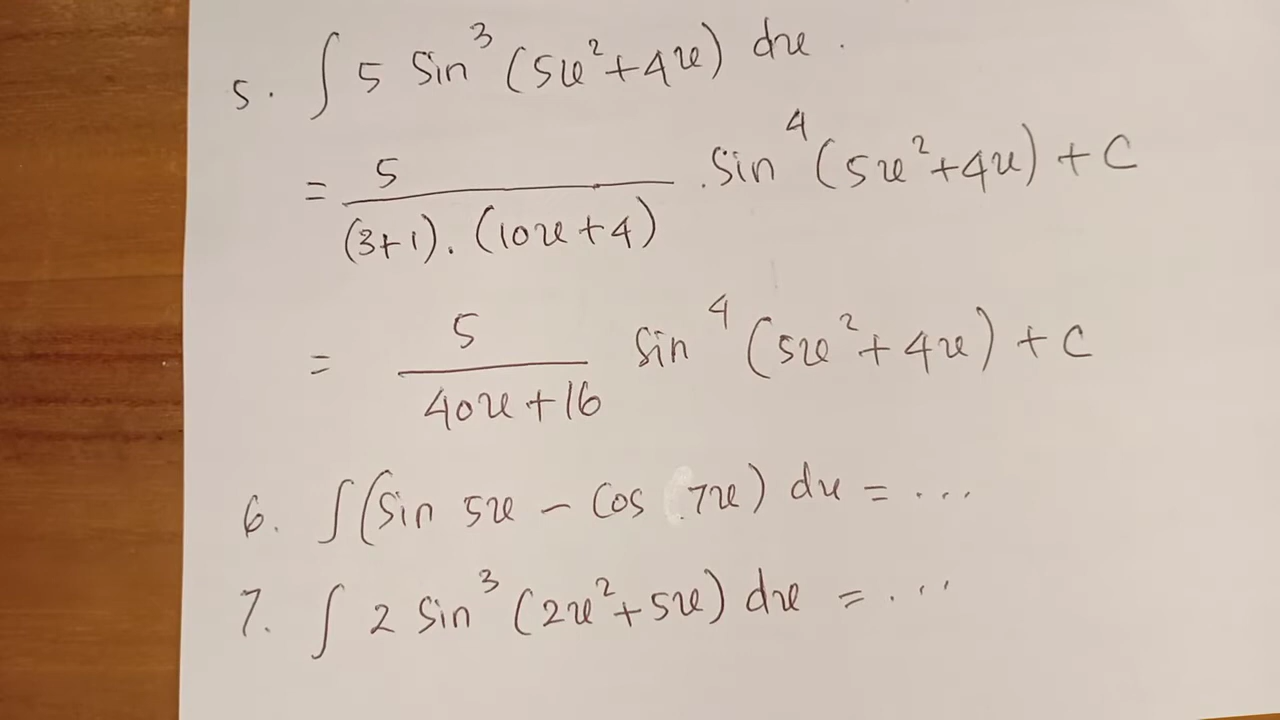 5. ∫ 5 Sin³ (5x²+4x) dx.
= 5/((3+1).(10x+4)) .Sin⁴ (5x²+4x) + C
= 5/(40x+16) Sin⁴ (5x²+4x) + C
6. ∫(Sin 5x - Cos 7x) dx = ...
7. ∫ 2 Sin³ (2x²+5x) dx = ...